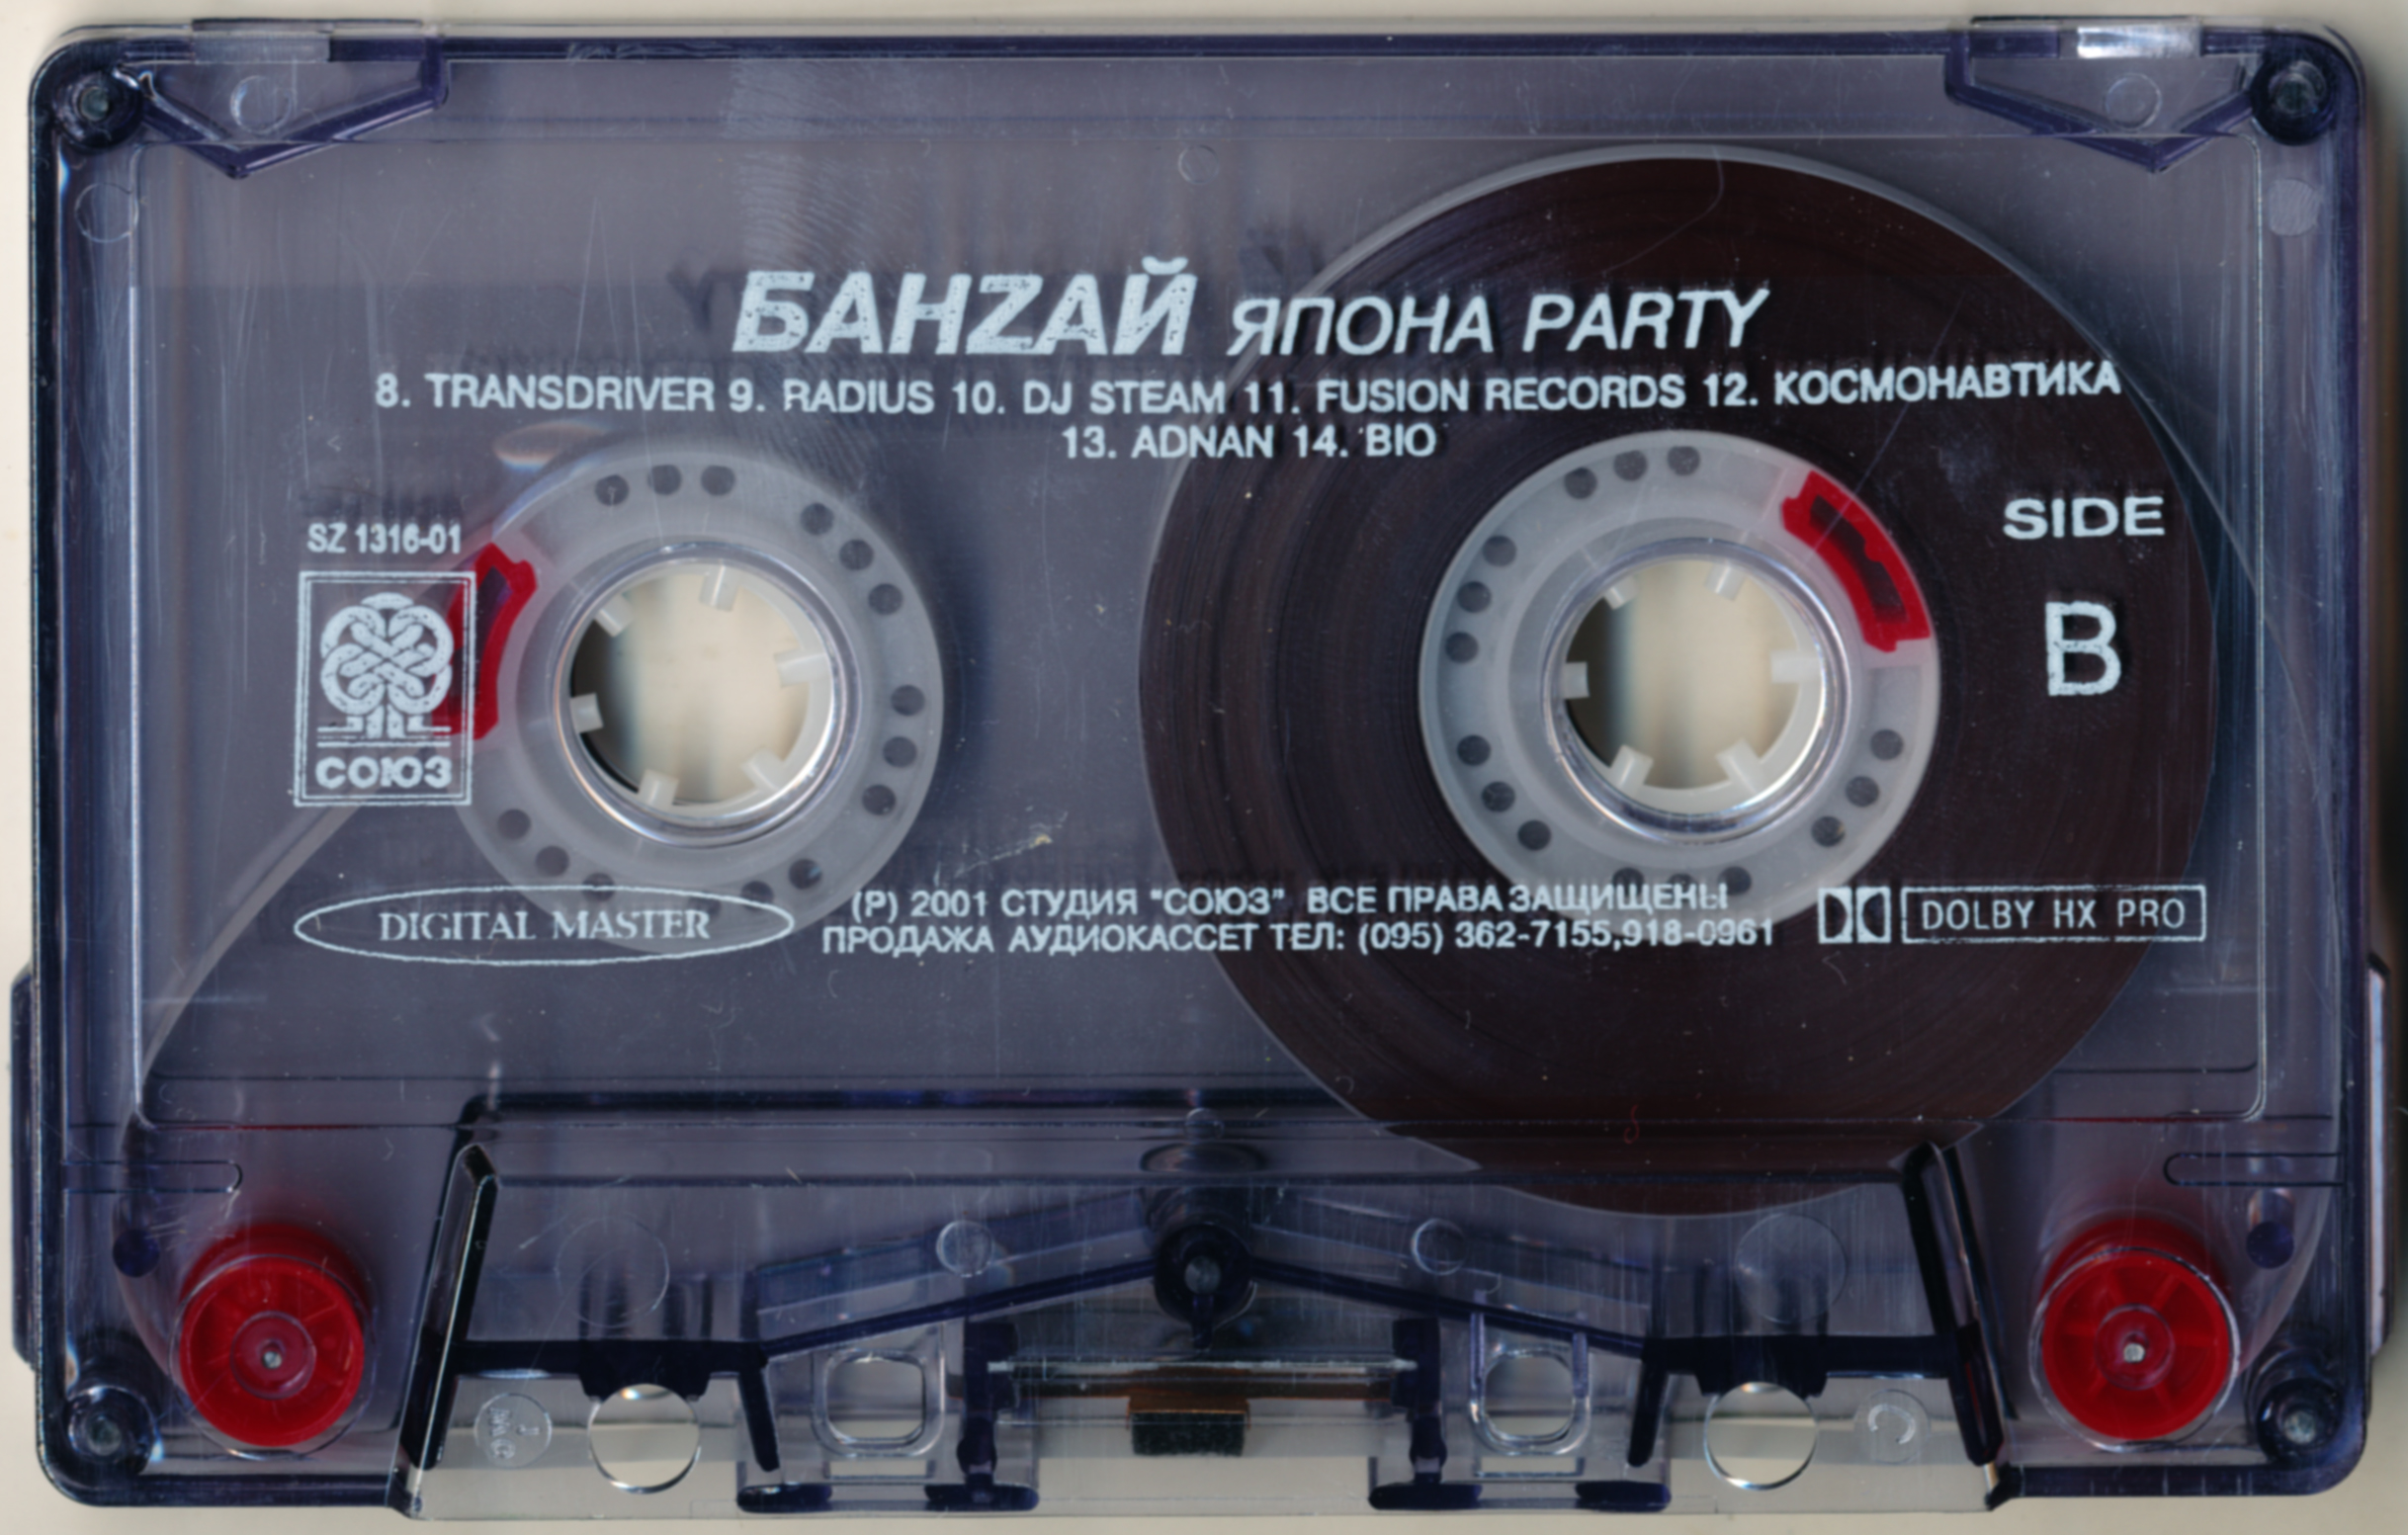 БАНZАЙ ЯПОНА PARTY
8. TRANSDRIVER 9. RADIUS 10. DJ STEAM 11. FUSION RECORDS 12. КОСМОНАВТИКА
13. ADNAN 14. BIO
SZ 1316-01
СОЮЗ
SIDE
B
DIGITAL MASTER
(P) 2001 СТУДИЯ "СОЮЗ" ВСЕ ПРАВА ЗАЩИЩЕНЫ
ПРОДАЖА АУДИОКАССЕТ ТЕЛ: (095) 362-7155,918-0961
DOLBY HX PRO